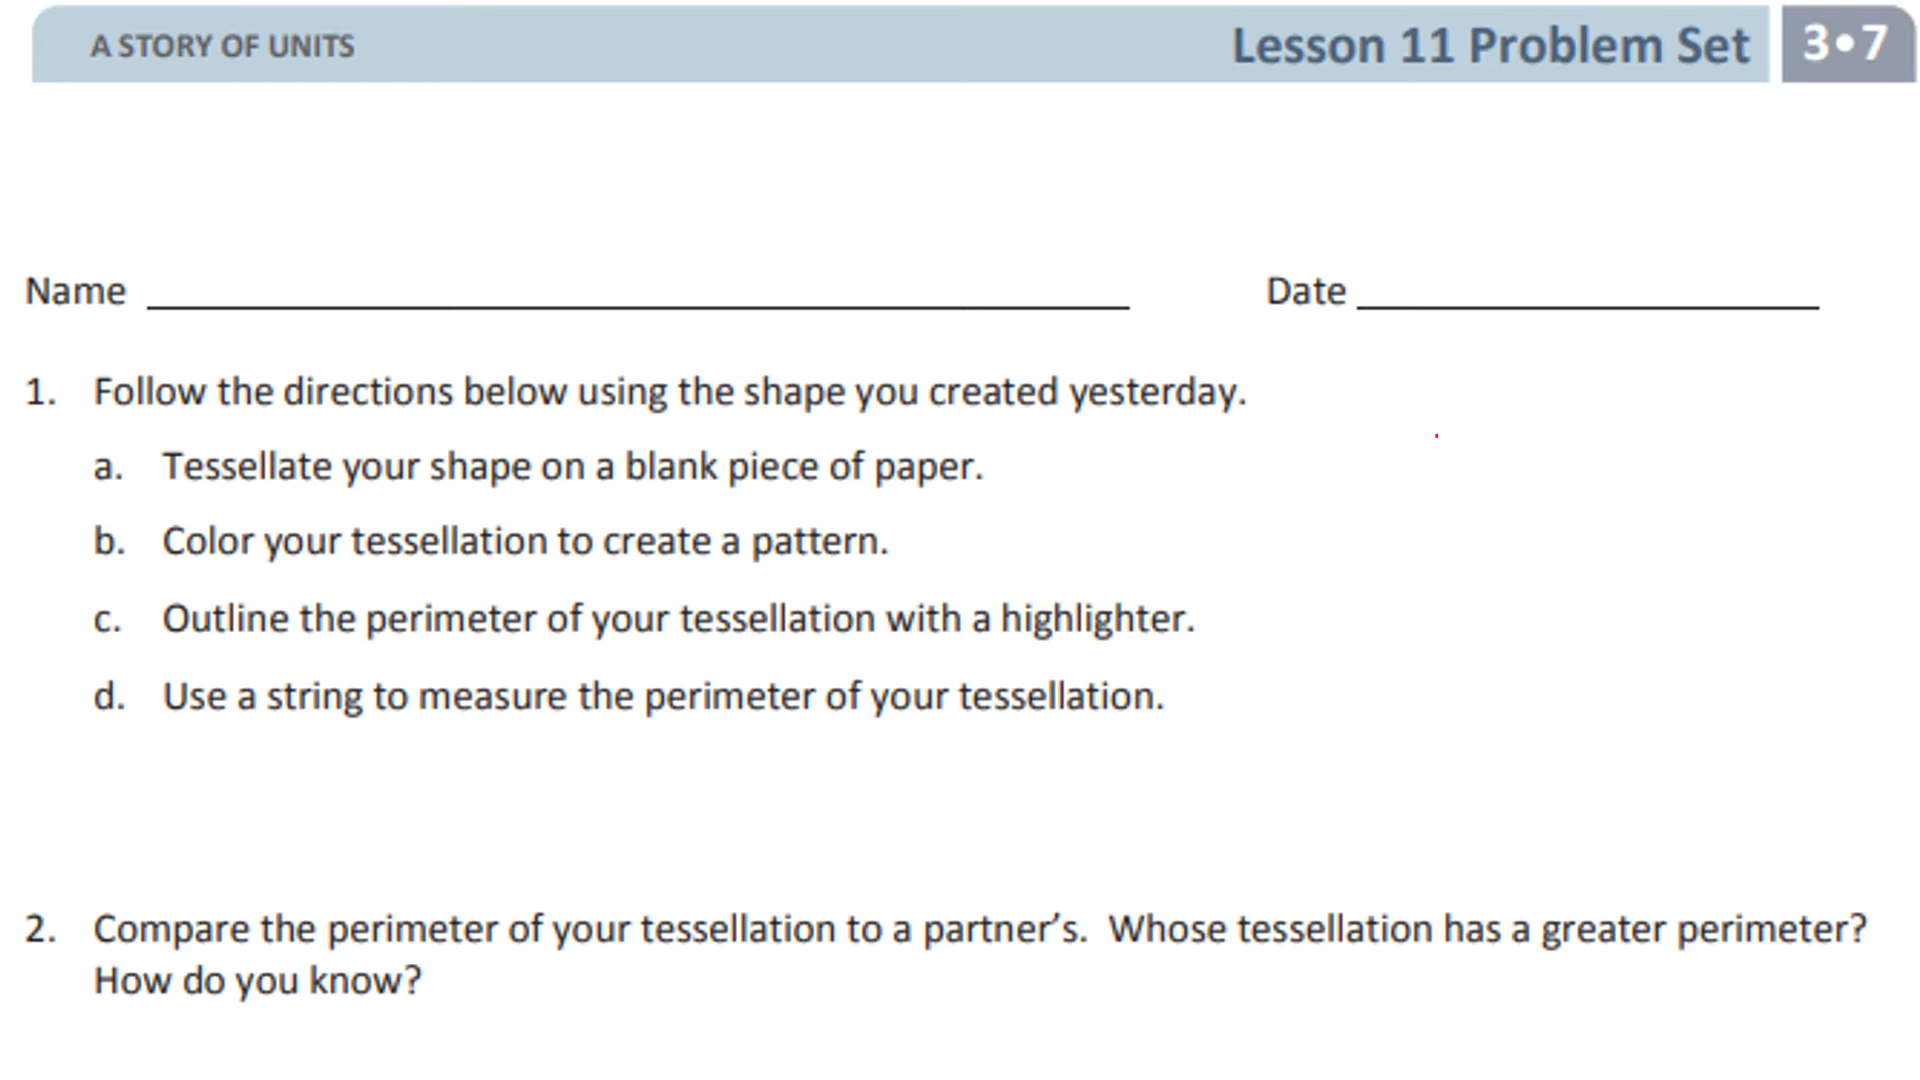 A STORY OF UNITS
Lesson 11 Problem Set
3•7
Name
Date
1. Follow the directions below using the shape you created yesterday.
a. Tessellate your shape on a blank piece of paper.
b. Color your tessellation to create a pattern.
c. Outline the perimeter of your tessellation with a highlighter.
d. Use a string to measure the perimeter of your tessellation.
2. Compare the perimeter of your tessellation to a partner’s. Whose tessellation has a greater perimeter?
How do you know?